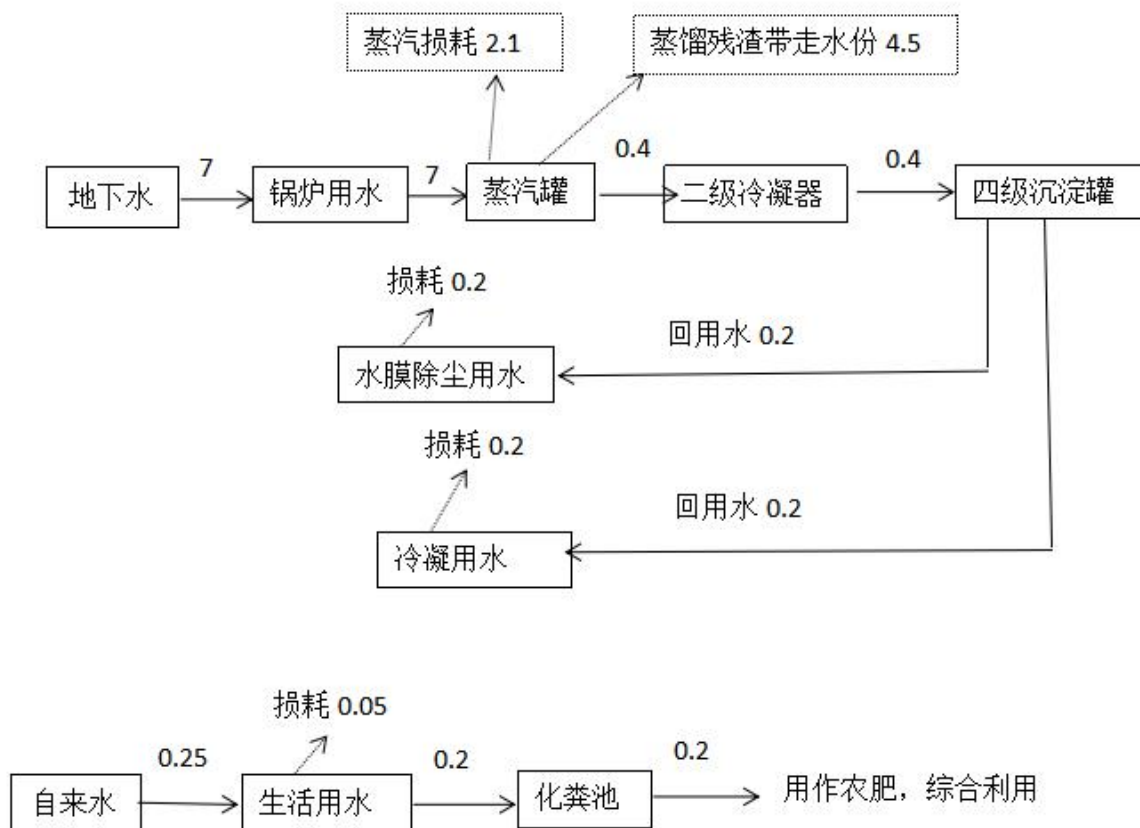 蒸汽损耗 2.1
蒸馏残渣带走水份 4.5
地下水
7
锅炉用水
7
蒸汽罐
0.4
二级冷凝器
0.4
四级沉淀罐
损耗 0.2
回用水 0.2
水膜除尘用水
损耗 0.2
回用水 0.2
冷凝用水
损耗 0.05
自来水
0.25
生活用水
0.2
化粪池
0.2
用作农肥，综合利用